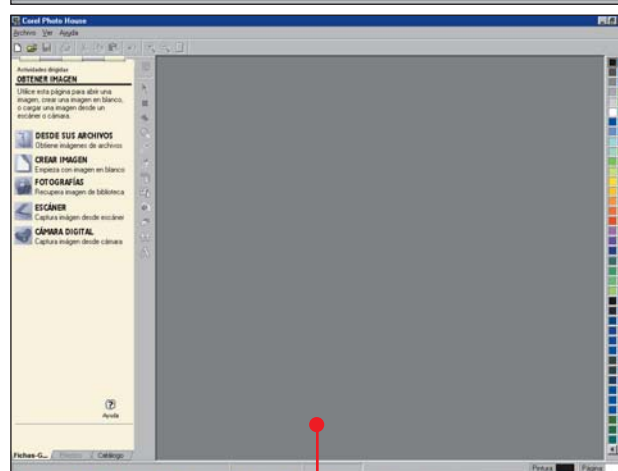 Corel Photo House
Archivo Ver Ayuda
Actividades dirigidas
OBTENER IMAGEN
Utilice esta página para abrir una
imagen, crear una imagen en blanco,
o cargar una imagen desde un
escáner o cámara.
DESDE SUS ARCHIVOS
Obtiene imágenes de archivos
CREAR IMAGEN
Empieza con imagen en blanco
FOTOGRAFÍAS
Recupera imagen de biblioteca
ESCÁNER
Captura imágen desde escáner
CÁMARA DIGITAL
Captura imágen desde cámara
Ayuda
Fichas-G... Efectos Catálogo
Pintura Página